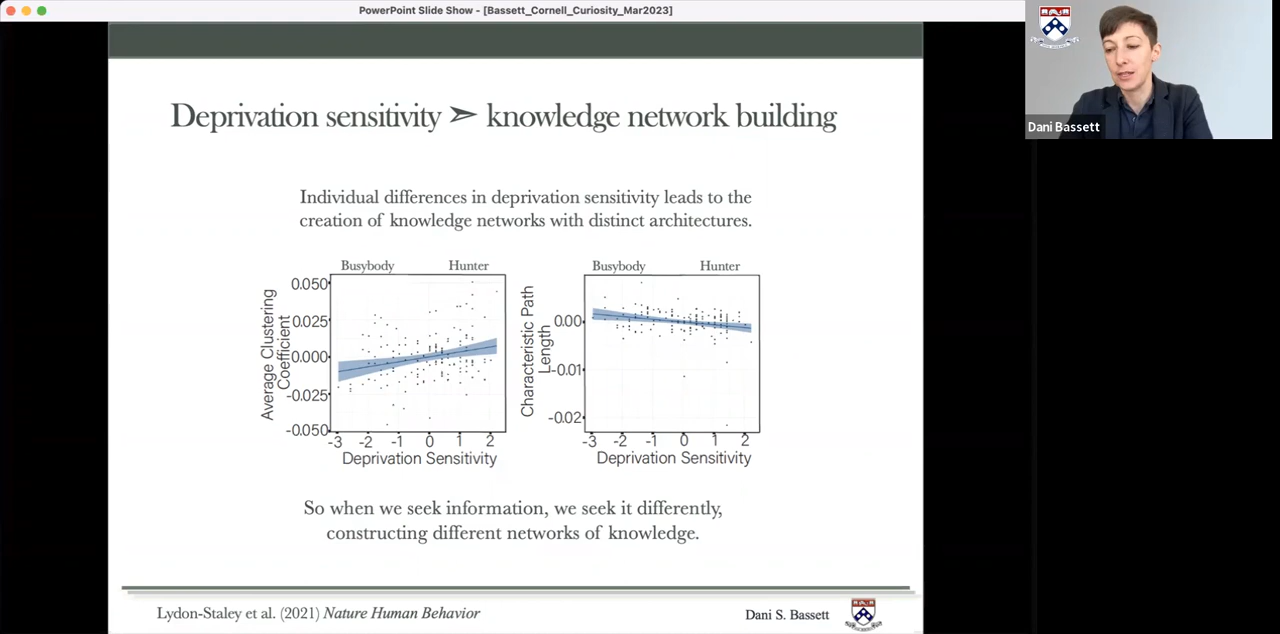 PowerPoint Slide Show - [Bassett_Cornell_Curiosity_Mar2023]
Dani Bassett
Deprivation sensitivity ➢ knowledge network building
Individual differences in deprivation sensitivity leads to the
creation of knowledge networks with distinct architectures.
Busybody Hunter
Average Clustering
Coefficient
0.050
0.025
0.000
-0.025
-0.050
-3 -2 -1 0 1 2
Deprivation Sensitivity
Busybody Hunter
Characteristic Path
Length
0.00
-0.01
-0.02
-3 -2 -1 0 1 2
Deprivation Sensitivity
So when we seek information, we seek it differently,
constructing different networks of knowledge.
Lydon-Staley et al. (2021) Nature Human Behavior
Dani S. Bassett